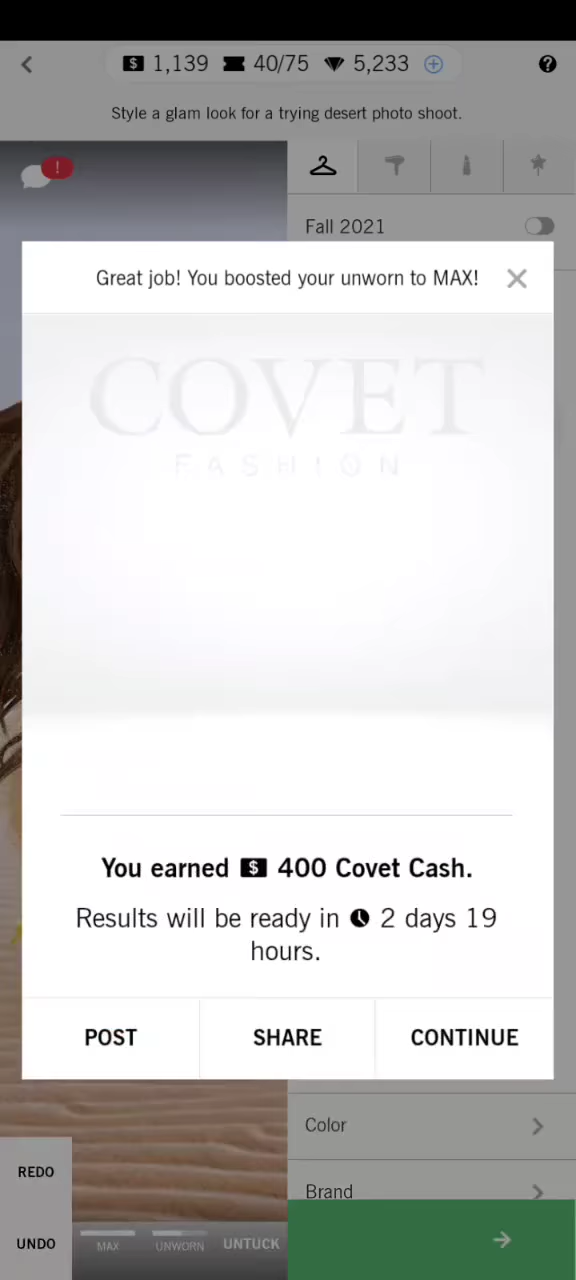 1,139 40/75 5,233
Style a glam look for a trying desert photo shoot.
!
Fall 2021
Great job! You boosted your unworn to MAX!
COVET
FASHION
You earned $ 400 Covet Cash.
Results will be ready in 2 days 19
hours.
POST SHARE CONTINUE
Color
Brand
REDO
UNDO MAX UNWORN UNTUCK